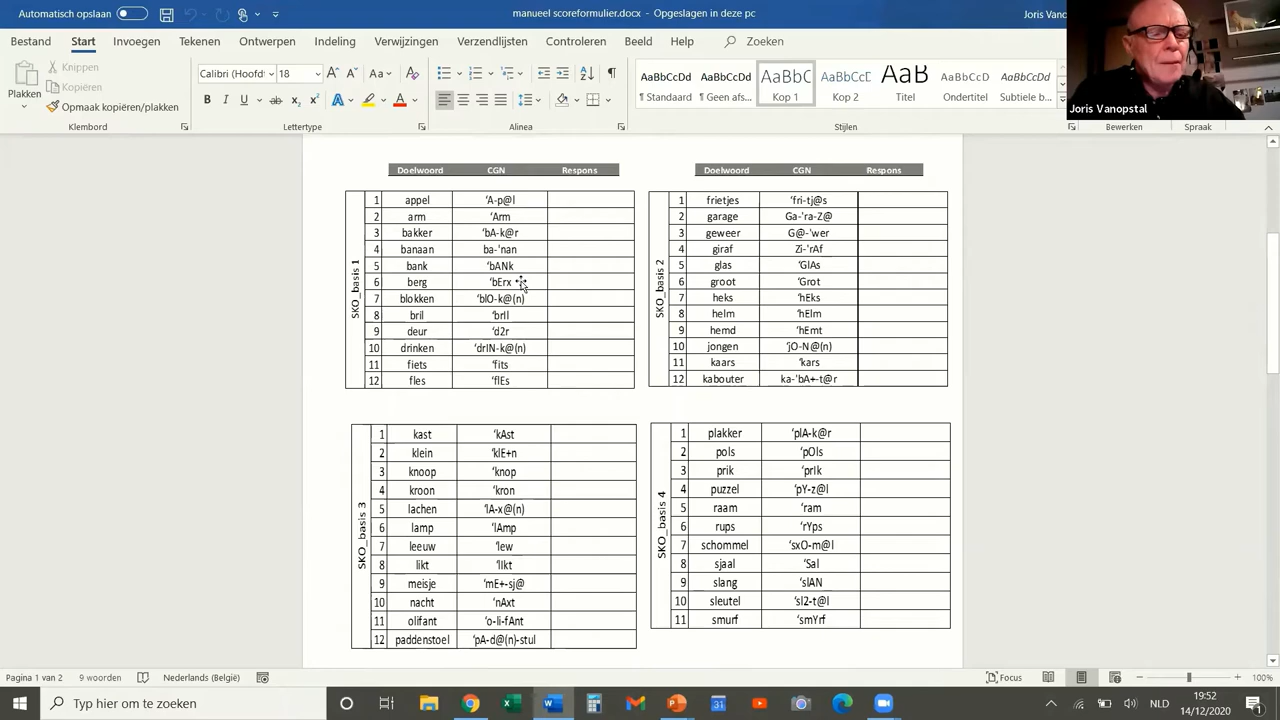 Automatisch opslaan
manueel scoreformulier.docx - Opgeslagen in deze pc
Joris Van
Bestand Start Invoegen Tekenen Ontwerpen Indeling Verwijzingen Verzendlijsten Controleren Beeld Help Zoeken
Plakken
Knippen
Kopiëren
Opmaak kopiëren/plakken
Calibri (Hoofd 18
AaBbCcDd AaBbCcDd AaBbC AaBbCcD AaB AaBbCcD AaBbCcDd
¶ Standaard ¶ Geen afs... Kop 1 Kop 2 Titel Ondertitel Subtiele b...
Klembord Lettertype Alinea Stijlen Bewerken Spraak
Joris Vanopstal
Doelwoord CGN Respons
SKO_basis 1
1 appel ‘A-p@l
2 arm ‘Arm
3 bakker ‘bA-k@r
4 banaan ba-‘nan
5 bank ‘bANk
6 berg ‘bErx
7 blokken ‘blO-k@(n)
8 bril ‘brIl
9 deur ‘d2r
10 drinken ‘drIN-k@(n)
11 fiets ‘fits
12 fles ‘flEs
Doelwoord CGN Respons
SKO_basis 2
1 frietjes ‘fri-tj@s
2 garage Ga-‘ra-Z@
3 geweer G@-‘wer
4 giraf Zi-‘rAf
5 glas ‘GlAs
6 groot ‘Grot
7 heks ‘hEks
8 helm ‘hElm
9 hemd ‘hEmt
10 jongen ‘jO-N@(n)
11 kaars ‘kars
12 kabouter ka-‘bA+-t@r
SKO_basis 3
1 kast ‘kAst
2 klein ‘klE+n
3 knoop ‘knop
4 kroon ‘kron
5 lachen ‘lA-x@(n)
6 lamp ‘lAmp
7 leeuw ‘lew
8 likt ‘lIkt
9 meisje ‘mE+-sj@
10 nacht ‘nAxt
11 olifant ‘o-li-fAnt
12 paddenstoel ‘pA-d@(n)-stul
SKO_basis 4
1 plakker ‘plA-k@r
2 pols ‘pOls
3 prik ‘prIk
4 puzzel ‘pY-z@l
5 raam ‘ram
6 rups ‘rYps
7 schommel ‘sxO-m@l
8 sjaal ‘Sal
9 slang ‘slAN
10 sleutel ‘sl2-t@l
11 smurf ‘smYrf
Pagina 1 van 2 9 woorden Nederlands (België) Focus 100%
Typ hier om te zoeken
NLD
19:52
14/12/2020